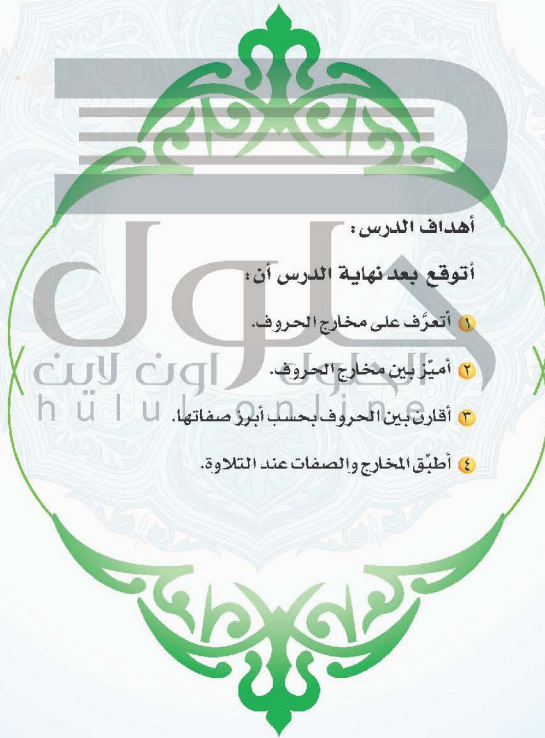 أهداف الدرس:
أتوقع بعد نهاية الدرس أن:
١ أتعرَّف على مخارج الحروف.
٢ أميّز بين مخارج الحروف.
٣ أقارن بين الحروف بحسب أبرز صفاتها.
٤ أطبّق المخارج والصفات عند التلاوة.
حلول
الحلول اون لاين
hulul online